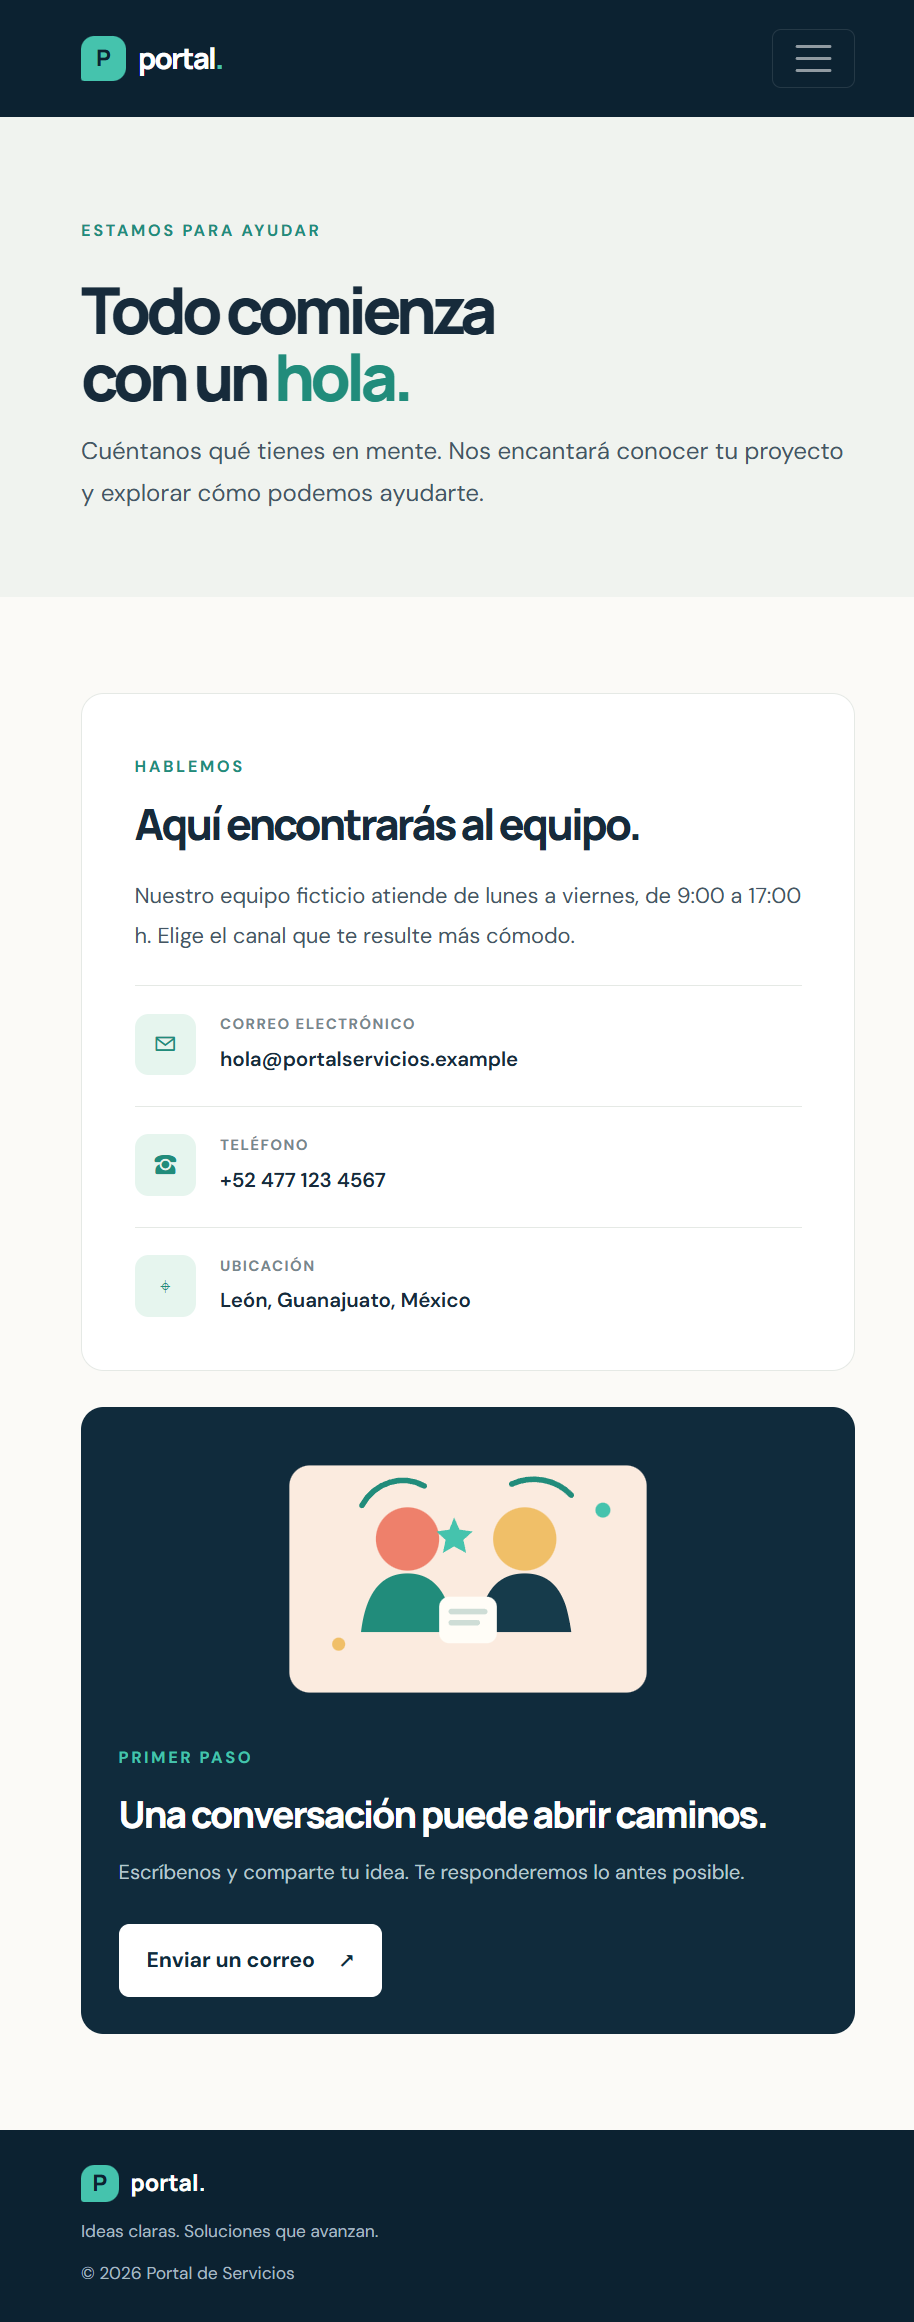 P portal.
ESTAMOS PARA AYUDAR
Todo comienza
con un hola.
Cuéntanos qué tienes en mente. Nos encantará conocer tu proyecto
y explorar cómo podemos ayudarte.
HABLEMOS
Aquí encontrarás al equipo.
Nuestro equipo ficticio atiende de lunes a viernes, de 9:00 a 17:00
h. Elige el canal que te resulte más cómodo.
CORREO ELECTRÓNICO
hola@portalservicios.example
TELÉFONO
+52 477 123 4567
UBICACIÓN
León, Guanajuato, México
PRIMER PASO
Una conversación puede abrir caminos.
Escríbenos y comparte tu idea. Te responderemos lo antes posible.
Enviar un correo ↗
P portal.
Ideas claras. Soluciones que avanzan.
© 2026 Portal de Servicios